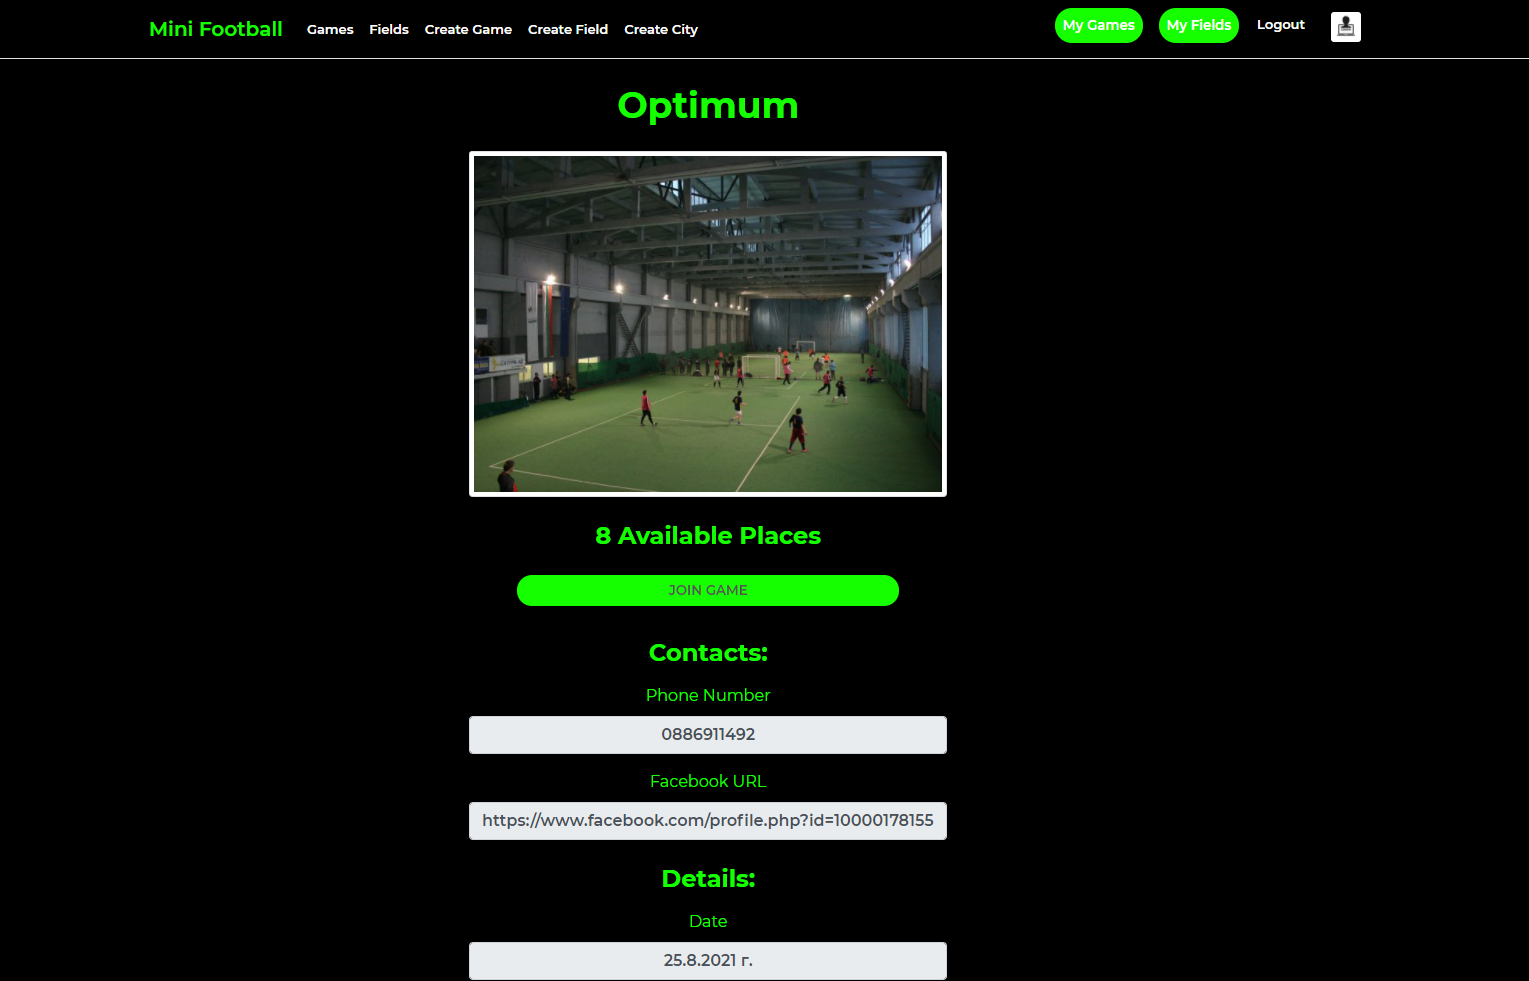 Mini Football Games Fields Create Game Create Field Create City My Games My Fields Logout
Optimum
8 Available Places
JOIN GAME
Contacts:
Phone Number
0886911492
Facebook URL
https://www.facebook.com/profile.php?id=10000178155
Details:
Date
25.8.2021 г.